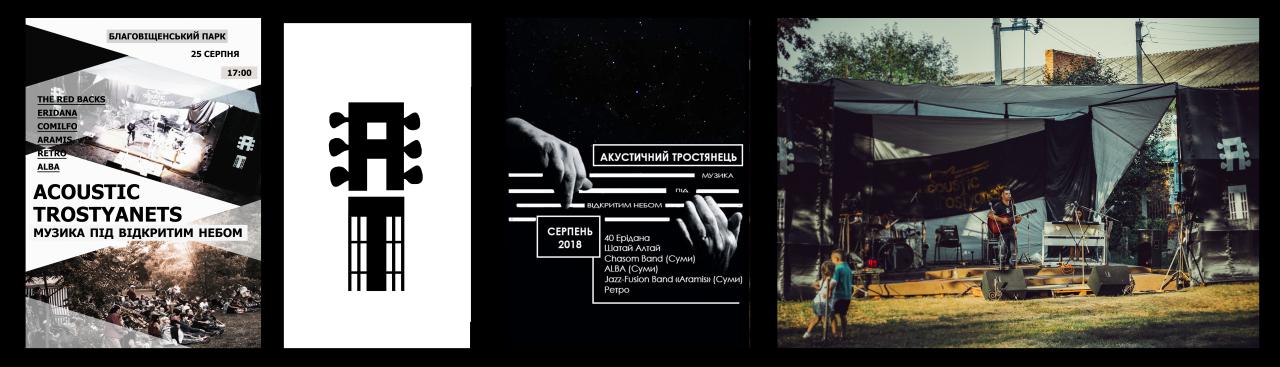 БЛАГОВІЩЕНСЬКИЙ ПАРК
25 СЕРПНЯ
17:00
THE RED BACKS
ERIDANA
COMILFO
ARAMIS
RETRO
ALBA
ACOUSTIC
TROSTYANETS
МУЗИКА ПІД ВІДКРИТИМ НЕБОМ
АКУСТИЧНИЙ ТРОСТЯНЕЦЬ
МУЗИКА
ПІД
ВІДКРИТИМ НЕБОМ
СЕРПЕНЬ
2018
40 Ерідана
Шатай Алтай
Chasom Band (Суми)
ALBA (Суми)
Jazz-Fusion Band «Aramis» (Суми)
Ретро